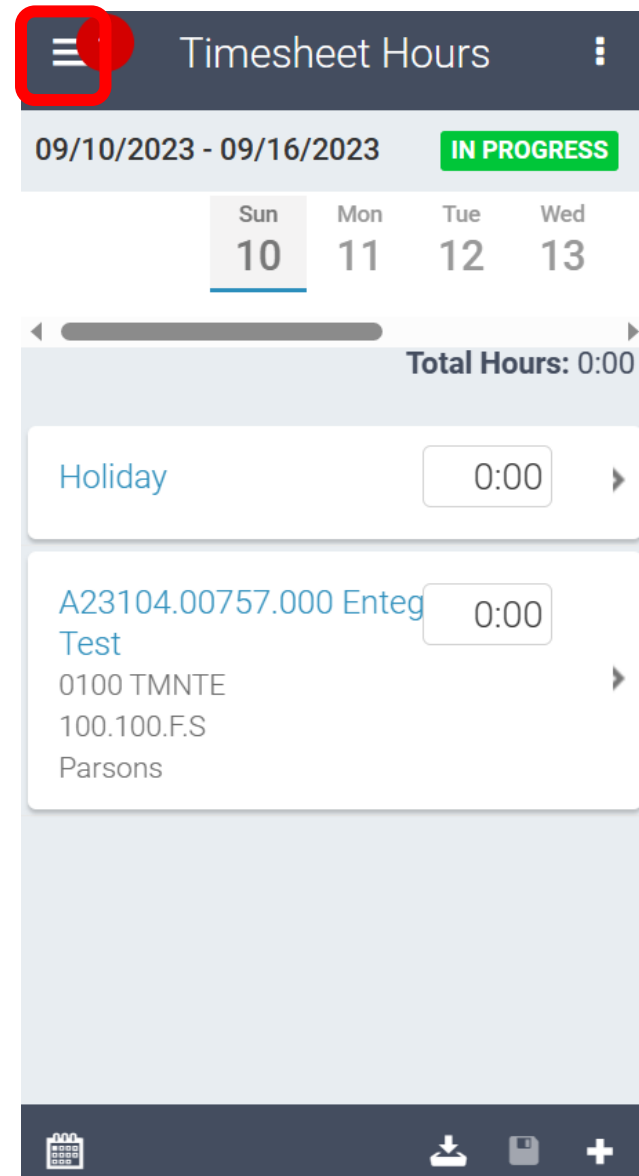 Timesheet Hours
09/10/2023 - 09/16/2023 IN PROGRESS
Sun Mon Tue Wed
10 11 12 13
Total Hours: 0:00
Holiday 0:00
A23104.00757.000 Enteg 0:00
Test
0100 TMNTE
100.100.F.S
Parsons